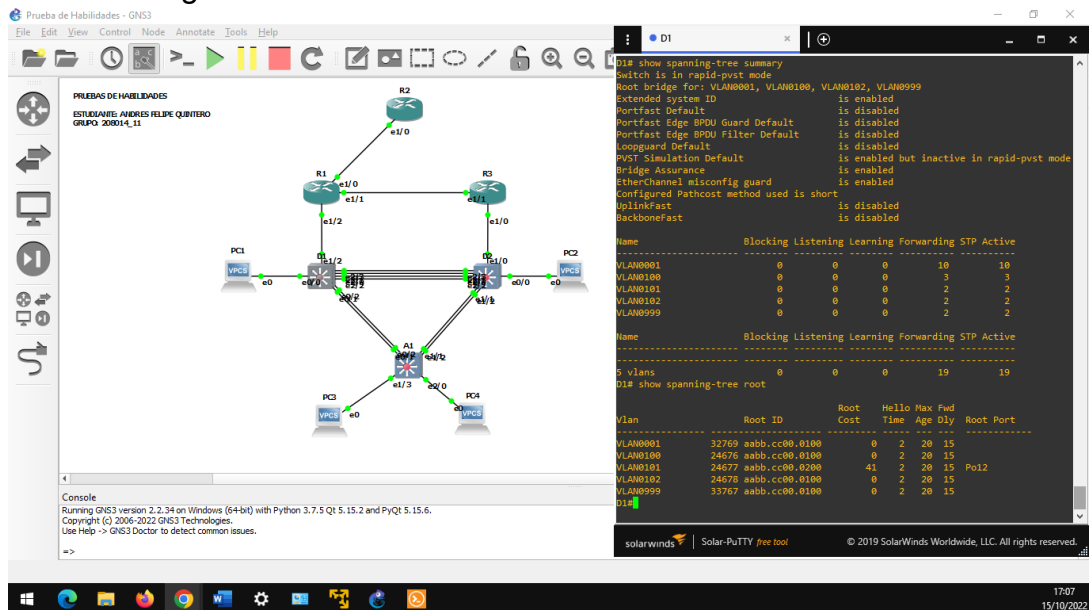 Prueba de Habilidades - GNS3
File Edit View Control Node Annotate Tools Help
PRUEBAS DE HABILIDADES
ESTUDIANTE: ANDRES FELIPE QUINTERO
GRUPO: 208014_11
R2
e1/0
R1
e1/0
e1/1
R3
e1/1
e1/2
e1/0
PC1
VPCS
e0
D1
e1/2
D2
e1/0
e0/0
PC2
VPCS
e0
A1
e1/3
e2/0
PC3
VPCS
e0
PC4
VPCS
Console
Running GNS3 version 2.2.34 on Windows (64-bit) with Python 3.7.5 Qt 5.15.2 and PyQt 5.15.6.
Copyright (c) 2006-2022 GNS3 Technologies.
Use Help -> GNS3 Doctor to detect common issues.
=>
D1
D1# show spanning-tree summary
Switch is in rapid-pvst mode
Root bridge for: VLAN0001, VLAN0100, VLAN0102, VLAN0999
Extended system ID is enabled
Portfast Default is disabled
Portfast Edge BPDU Guard Default is disabled
Portfast Edge BPDU Filter Default is disabled
Loopguard Default is disabled
PVST Simulation Default is enabled but inactive in rapid-pvst mode
Bridge Assurance is enabled
EtherChannel misconfig guard is enabled
Configured Pathcost method used is short
UplinkFast is disabled
BackboneFast is disabled
Name Blocking Listening Learning Forwarding STP Active
VLAN0001 0 0 0 10 10
VLAN0100 0 0 0 3 3
VLAN0101 0 0 0 2 2
VLAN0102 0 0 0 2 2
VLAN0999 0 0 0 2 2
Name Blocking Listening Learning Forwarding STP Active
5 vlans 0 0 0 19 19
D1# show spanning-tree root
Root Hello Max Fwd
Vlan Root ID Cost Time Age Dly Root Port
VLAN0001 32769 aabb.cc00.0100 0 2 20 15
VLAN0100 24676 aabb.cc00.0100 0 2 20 15
VLAN0101 24677 aabb.cc00.0200 41 2 20 15 Po12
VLAN0102 24678 aabb.cc00.0100 0 2 20 15
VLAN0999 33767 aabb.cc00.0100 0 2 20 15
D1#
solarwinds Solar-PuTTY free tool © 2019 SolarWinds Worldwide, LLC. All rights reserved.
17:07
15/10/2022